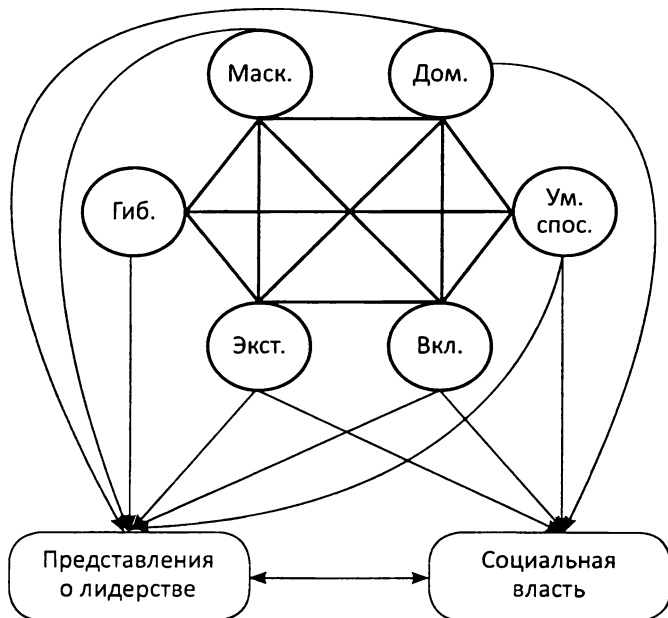 Маск.
Дом.
Гиб.
Ум.
спос.
Экст.
Вкл.
Представления
о лидерстве
Социальная
власть